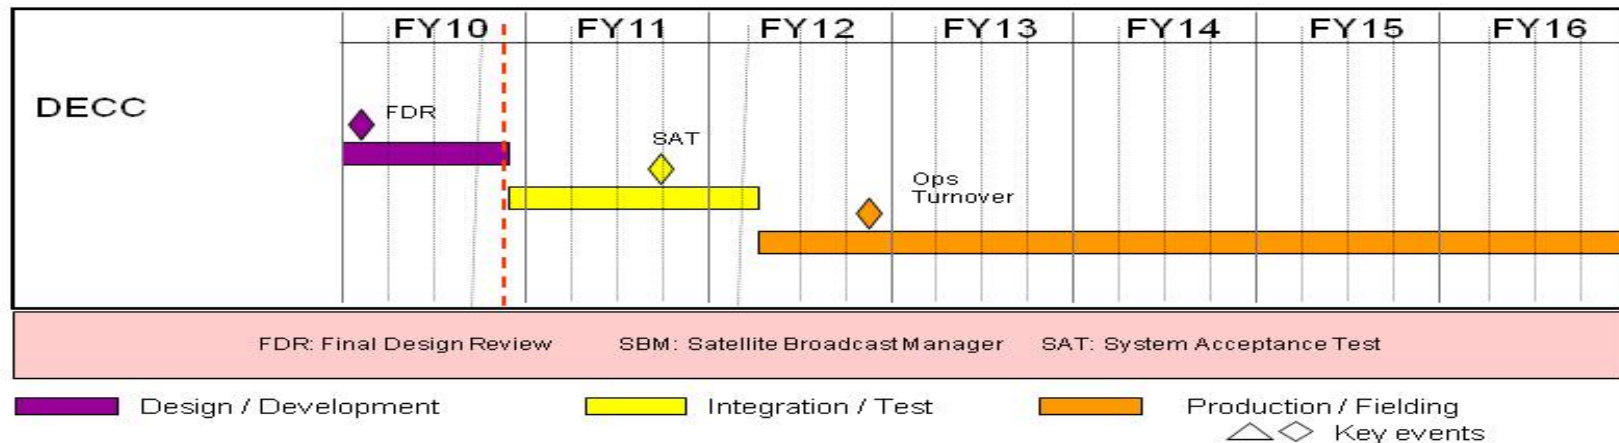 FY10 FY11 FY12 FY13 FY14 FY15 FY16
DECC
FDR
SAT
Ops
Turnover
FDR: Final Design Review SBM: Satellite Broadcast Manager SAT: System Acceptance Test
Design / Development Integration / Test Production / Fielding
Key events